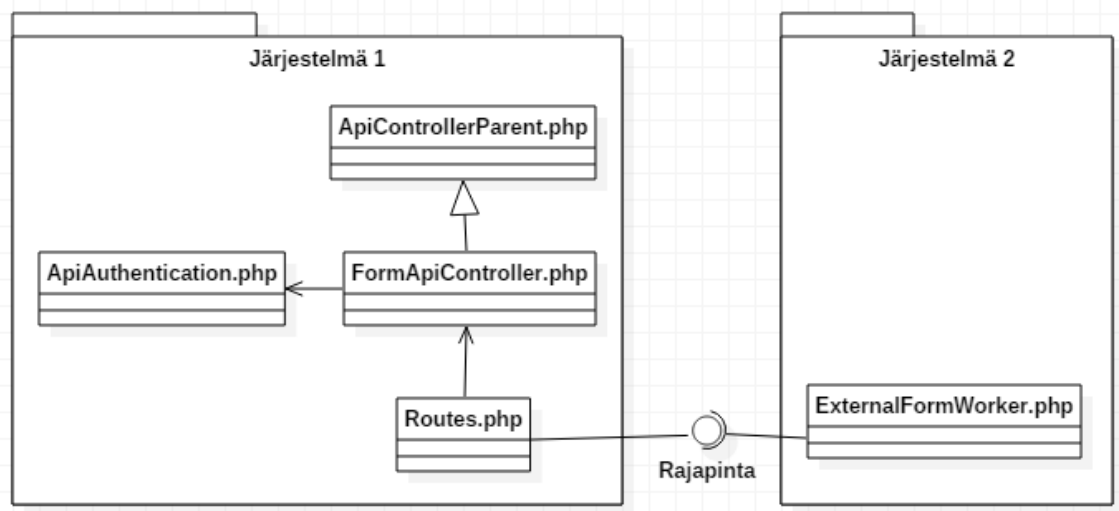 Järjestelmä 1
ApiControllerParent.php
ApiAuthentication.php
FormApiController.php
Routes.php
Rajapinta
Järjestelmä 2
ExternalFormWorker.php